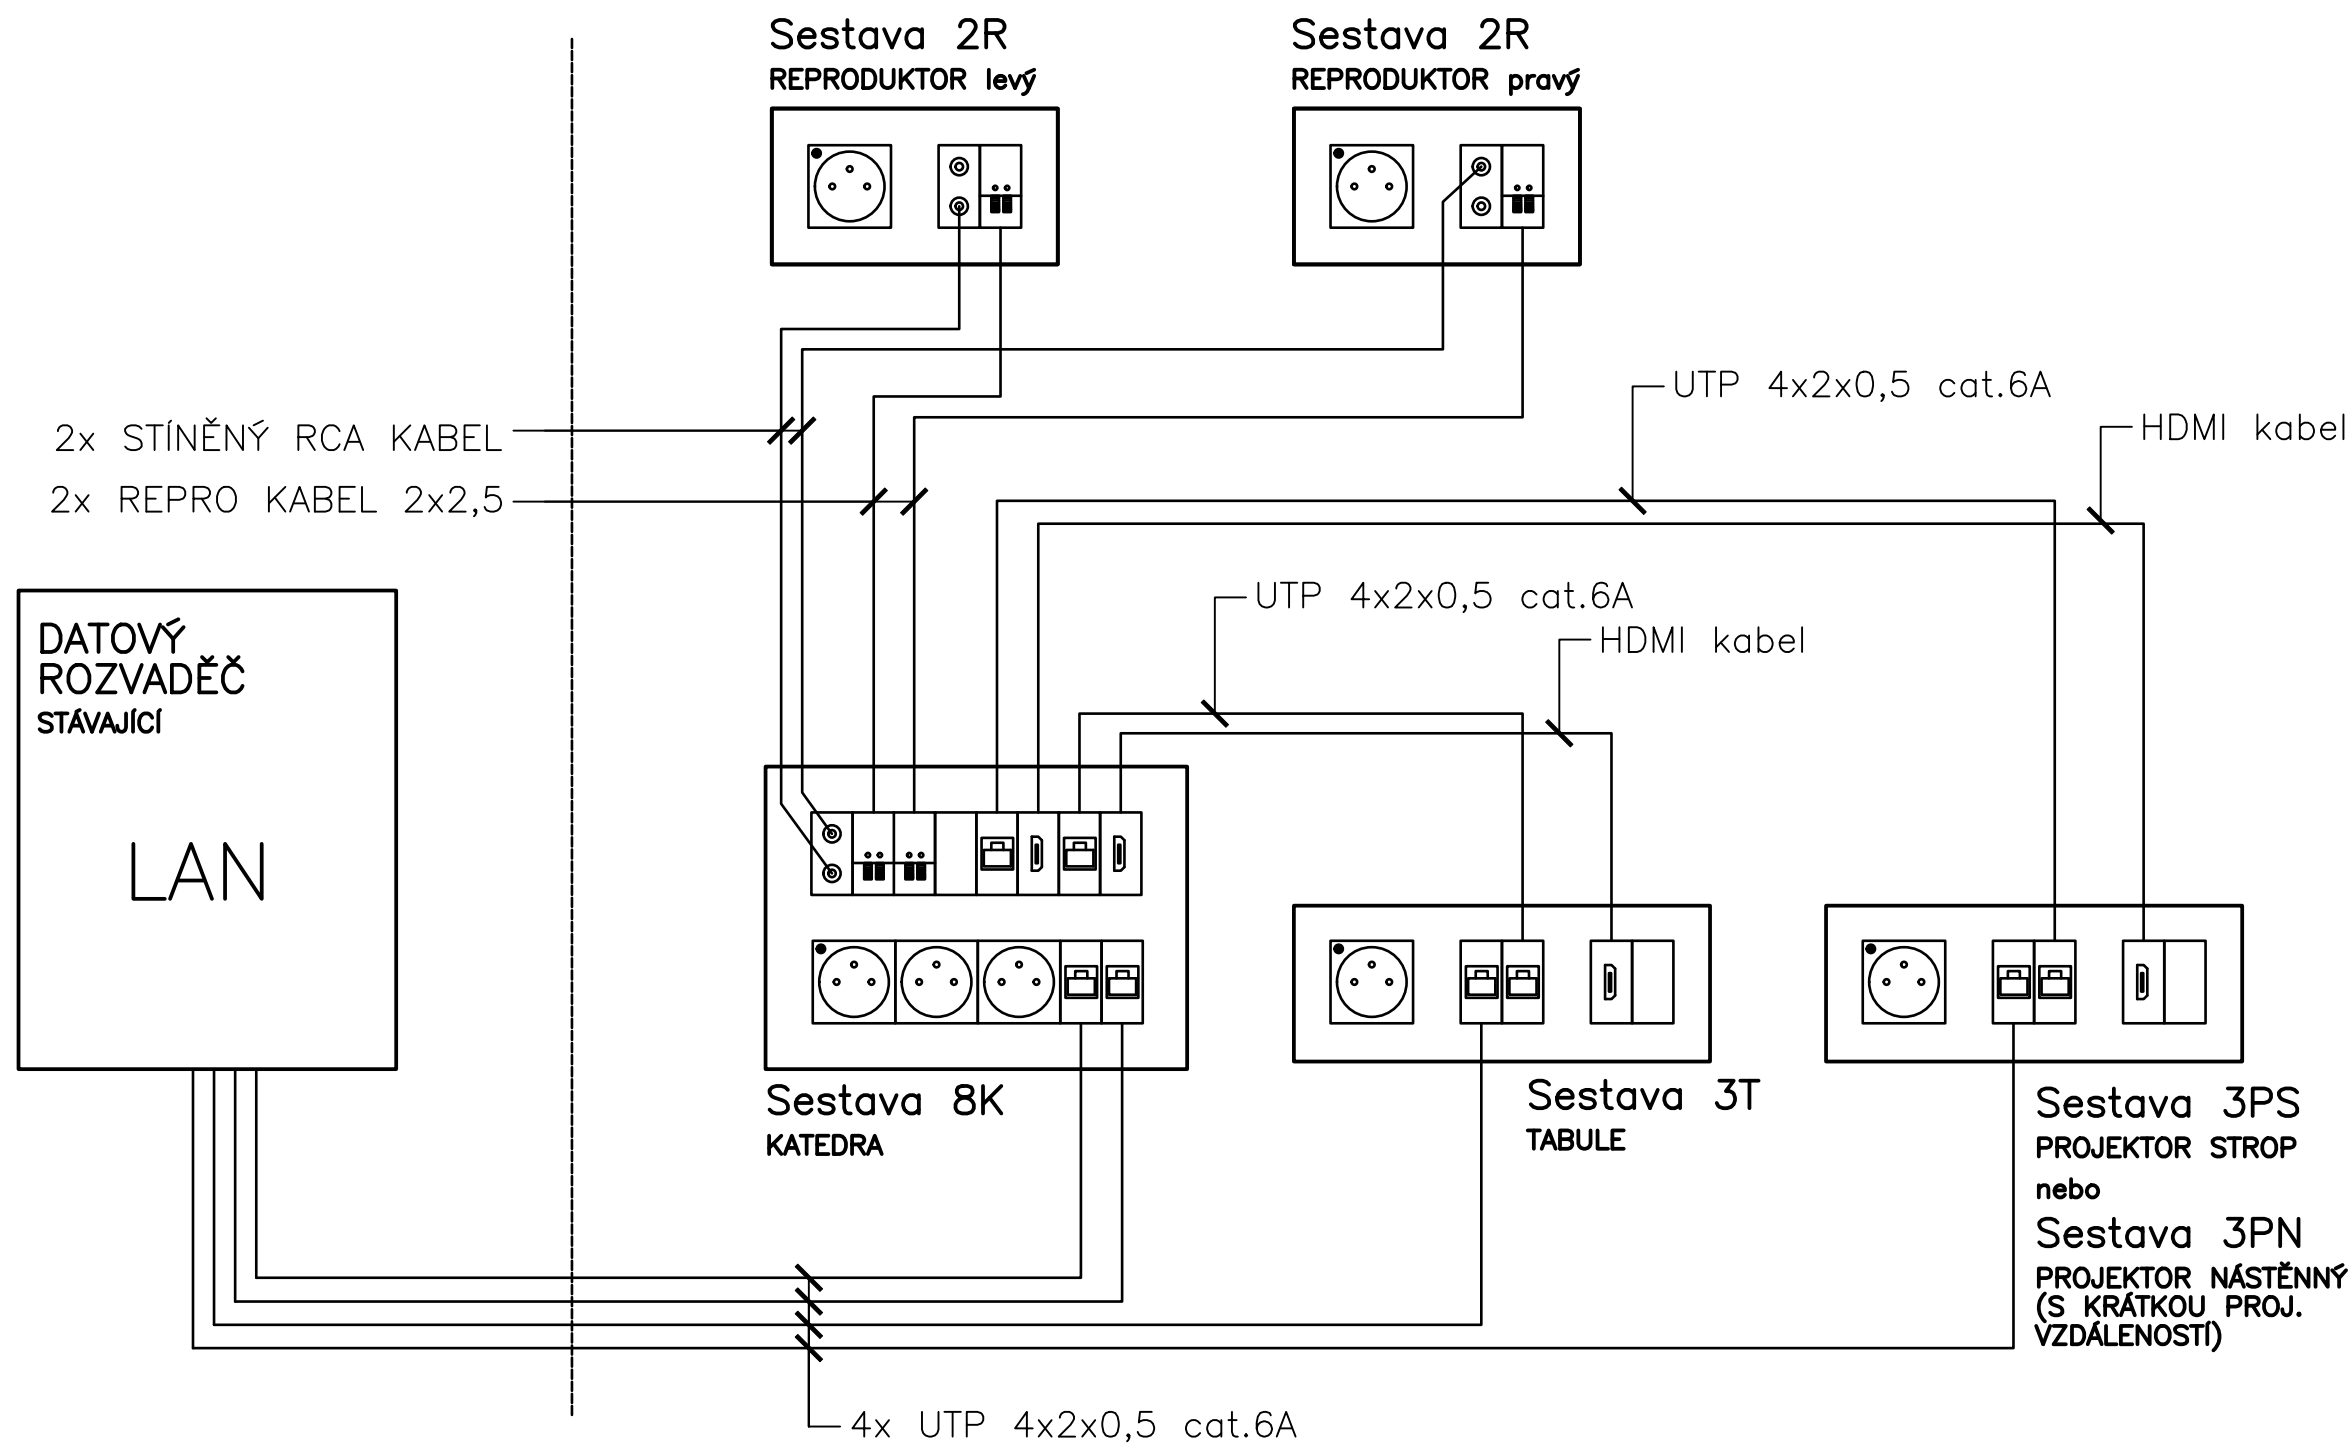 Sestava 2R
REPRODUKTOR levý
Sestava 2R
REPRODUKTOR pravý
UTP 4x2x0,5 cat.6A
HDMI kabel
2x STÍNĚNÝ RCA KABEL
2x REPRO KABEL 2x2,5
UTP 4x2x0,5 cat.6A
HDMI kabel
DATOVÝ
ROZVADĚČ
STÁVAJÍCÍ
LAN
Sestava 8K
KATEDRA
Sestava 3T
TABULE
Sestava 3PS
PROJEKTOR STROP
nebo
Sestava 3PN
PROJEKTOR NÁSTĚNNÝ
(S KRÁTKOU PROJ.
VZDÁLENOSTÍ)
4x UTP 4x2x0,5 cat.6A